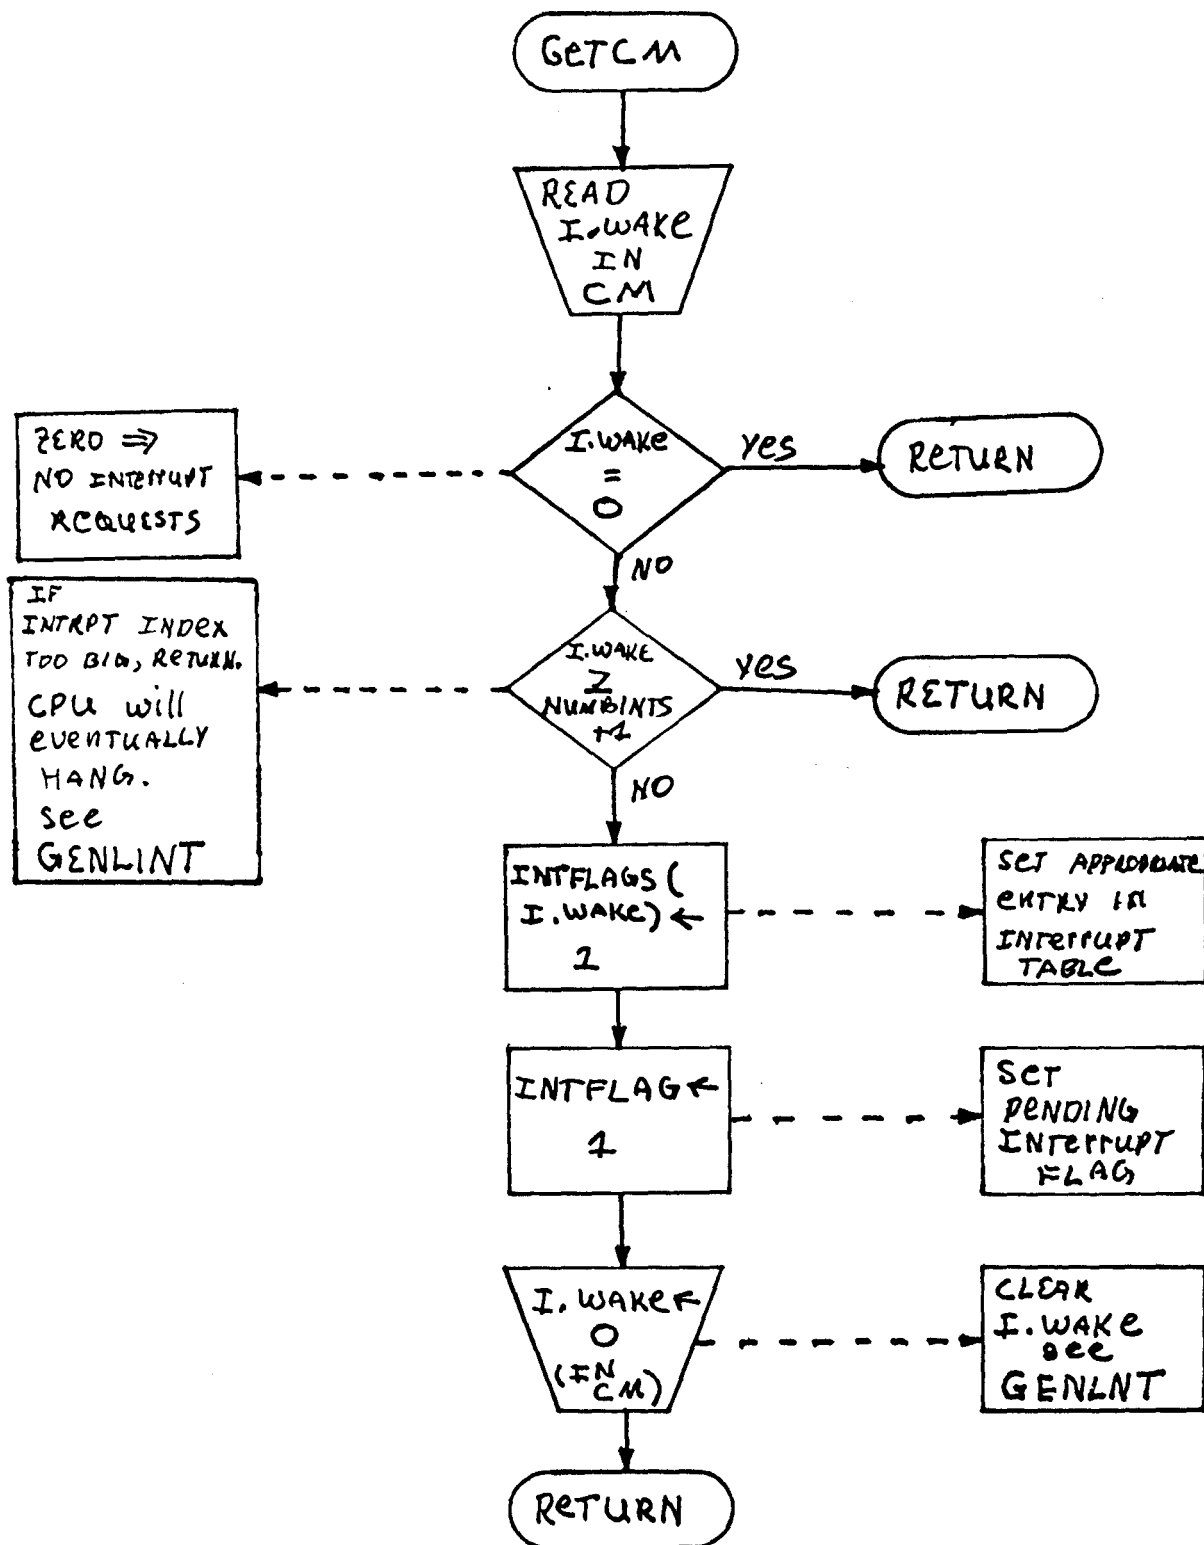 GETCM
READ
I.WAKE
IN
CM
I.WAKE
=
0
YES
RETURN
ZERO ⇒
NO INTERRUPT
REQUESTS
NO
IF
INTRPT INDEX
TOO BIG, RETURN.
CPU will
EVENTUALLY
HANG.
See
GENLINT
I.WAKE
≥
NUMBINTS
+1
YES
RETURN
NO
INTFLAGS(
I.WAKE) ←
1
SET APPROPRIATE
ENTRY IN
INTERRUPT
TABLE
INTFLAG ←
1
SET
PENDING
INTERRUPT
FLAG
I.WAKE ←
0
(IN
CM)
CLEAR
I.WAKE
see
GENLNT
RETURN